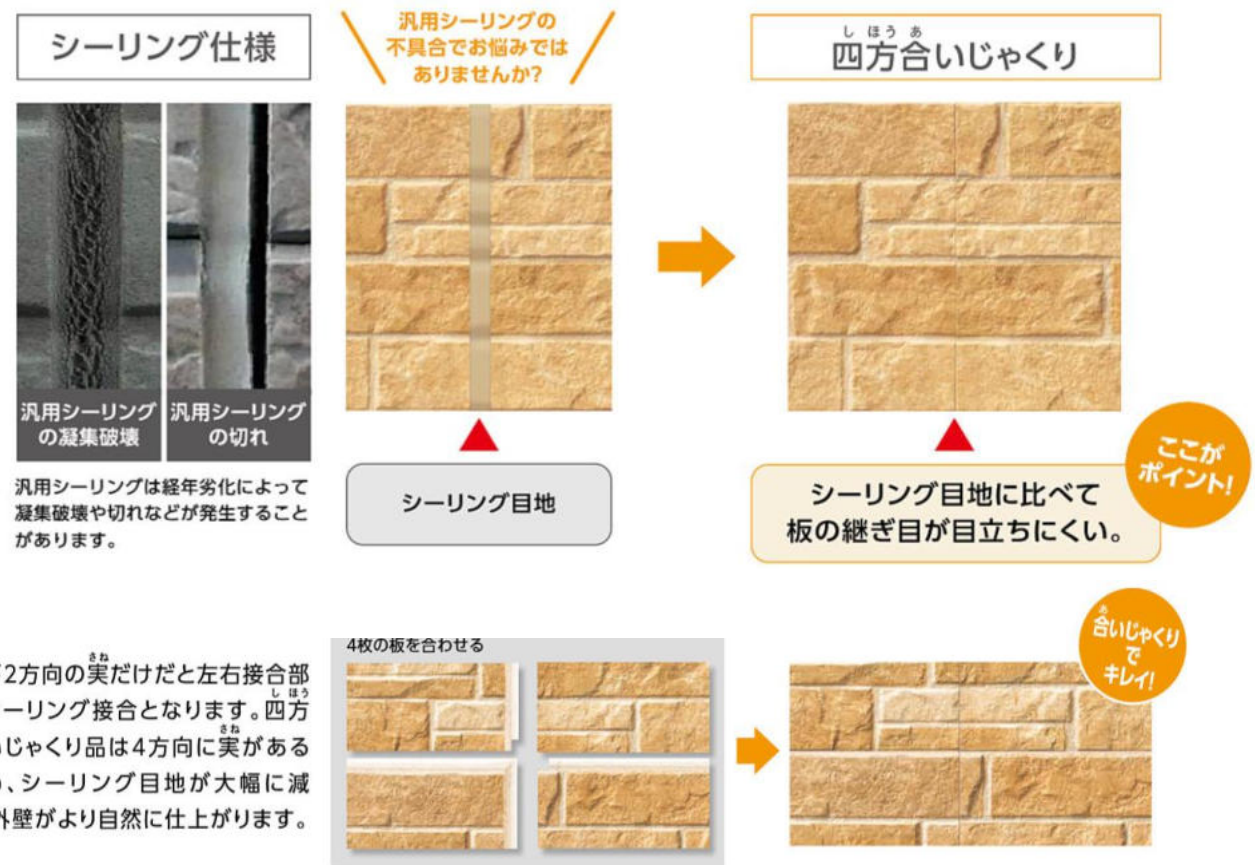 シーリング仕様
汎用シーリングの
不具合でお悩みでは
ありませんか?
し ほう あ
四方合いじゃくり
汎用シーリング
の凝集破壊
汎用シーリング
の切れ
汎用シーリングは経年劣化によって
凝集破壊や切れなどが発生すること
があります。
シーリング目地
シーリング目地に比べて
板の継ぎ目が目立ちにくい。
ここが
ポイント!
さね
2方向の実だけだと左右接合部
ーリング接合となります。四方
しほう
いじゃくり品は4方向に実がある
さね
、シーリング目地が大幅に減
外壁がより自然に仕上がります。
4枚の板を合わせる
あ
合いじゃくり
で
キレイ!